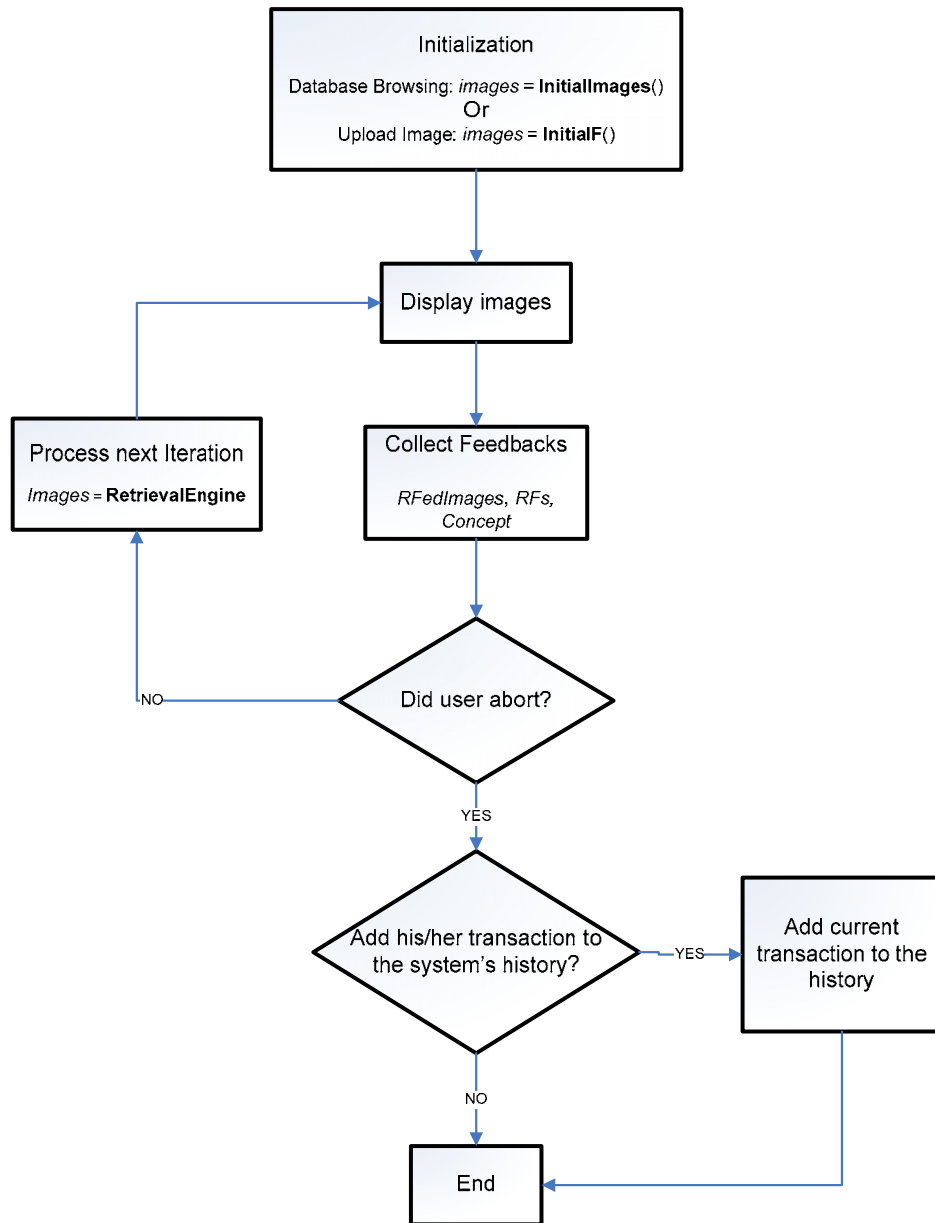 Initialization
Database Browsing: images = InitialImages()
Or
Upload Image: images = InitialF()
Display images
Process next Iteration
Images = RetrievalEngine
Collect Feedbacks
RFedImages, RFs,
Concept
Did user abort?
NO
YES
Add his/her transaction to
the system's history?
YES
Add current
transaction to the
history
NO
End